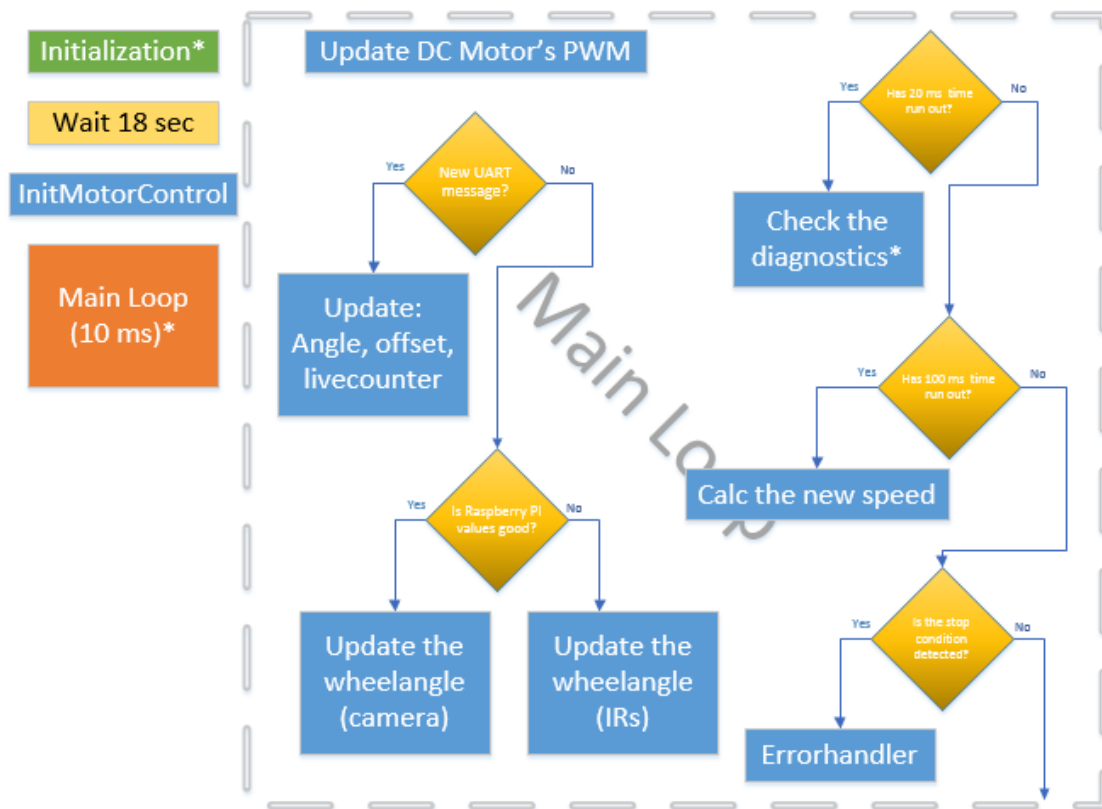 Initialization*
Wait 18 sec
InitMotorControl
Main Loop
(10 ms)*
Update DC Motor's PWM
Yes
New UART
message?
No
Update:
Angle, offset,
livecounter
Yes
Is Raspberry PI
values good?
No
Update the
wheelangle
(camera)
Update the
wheelangle
(IRs)
Main Loop
Yes
Has 20 ms time
run out?
No
Check the
diagnostics*
Yes
Has 100 ms time
run out?
No
Calc the new speed
Yes
Is the stop
condition
detected?
No
Errorhandler